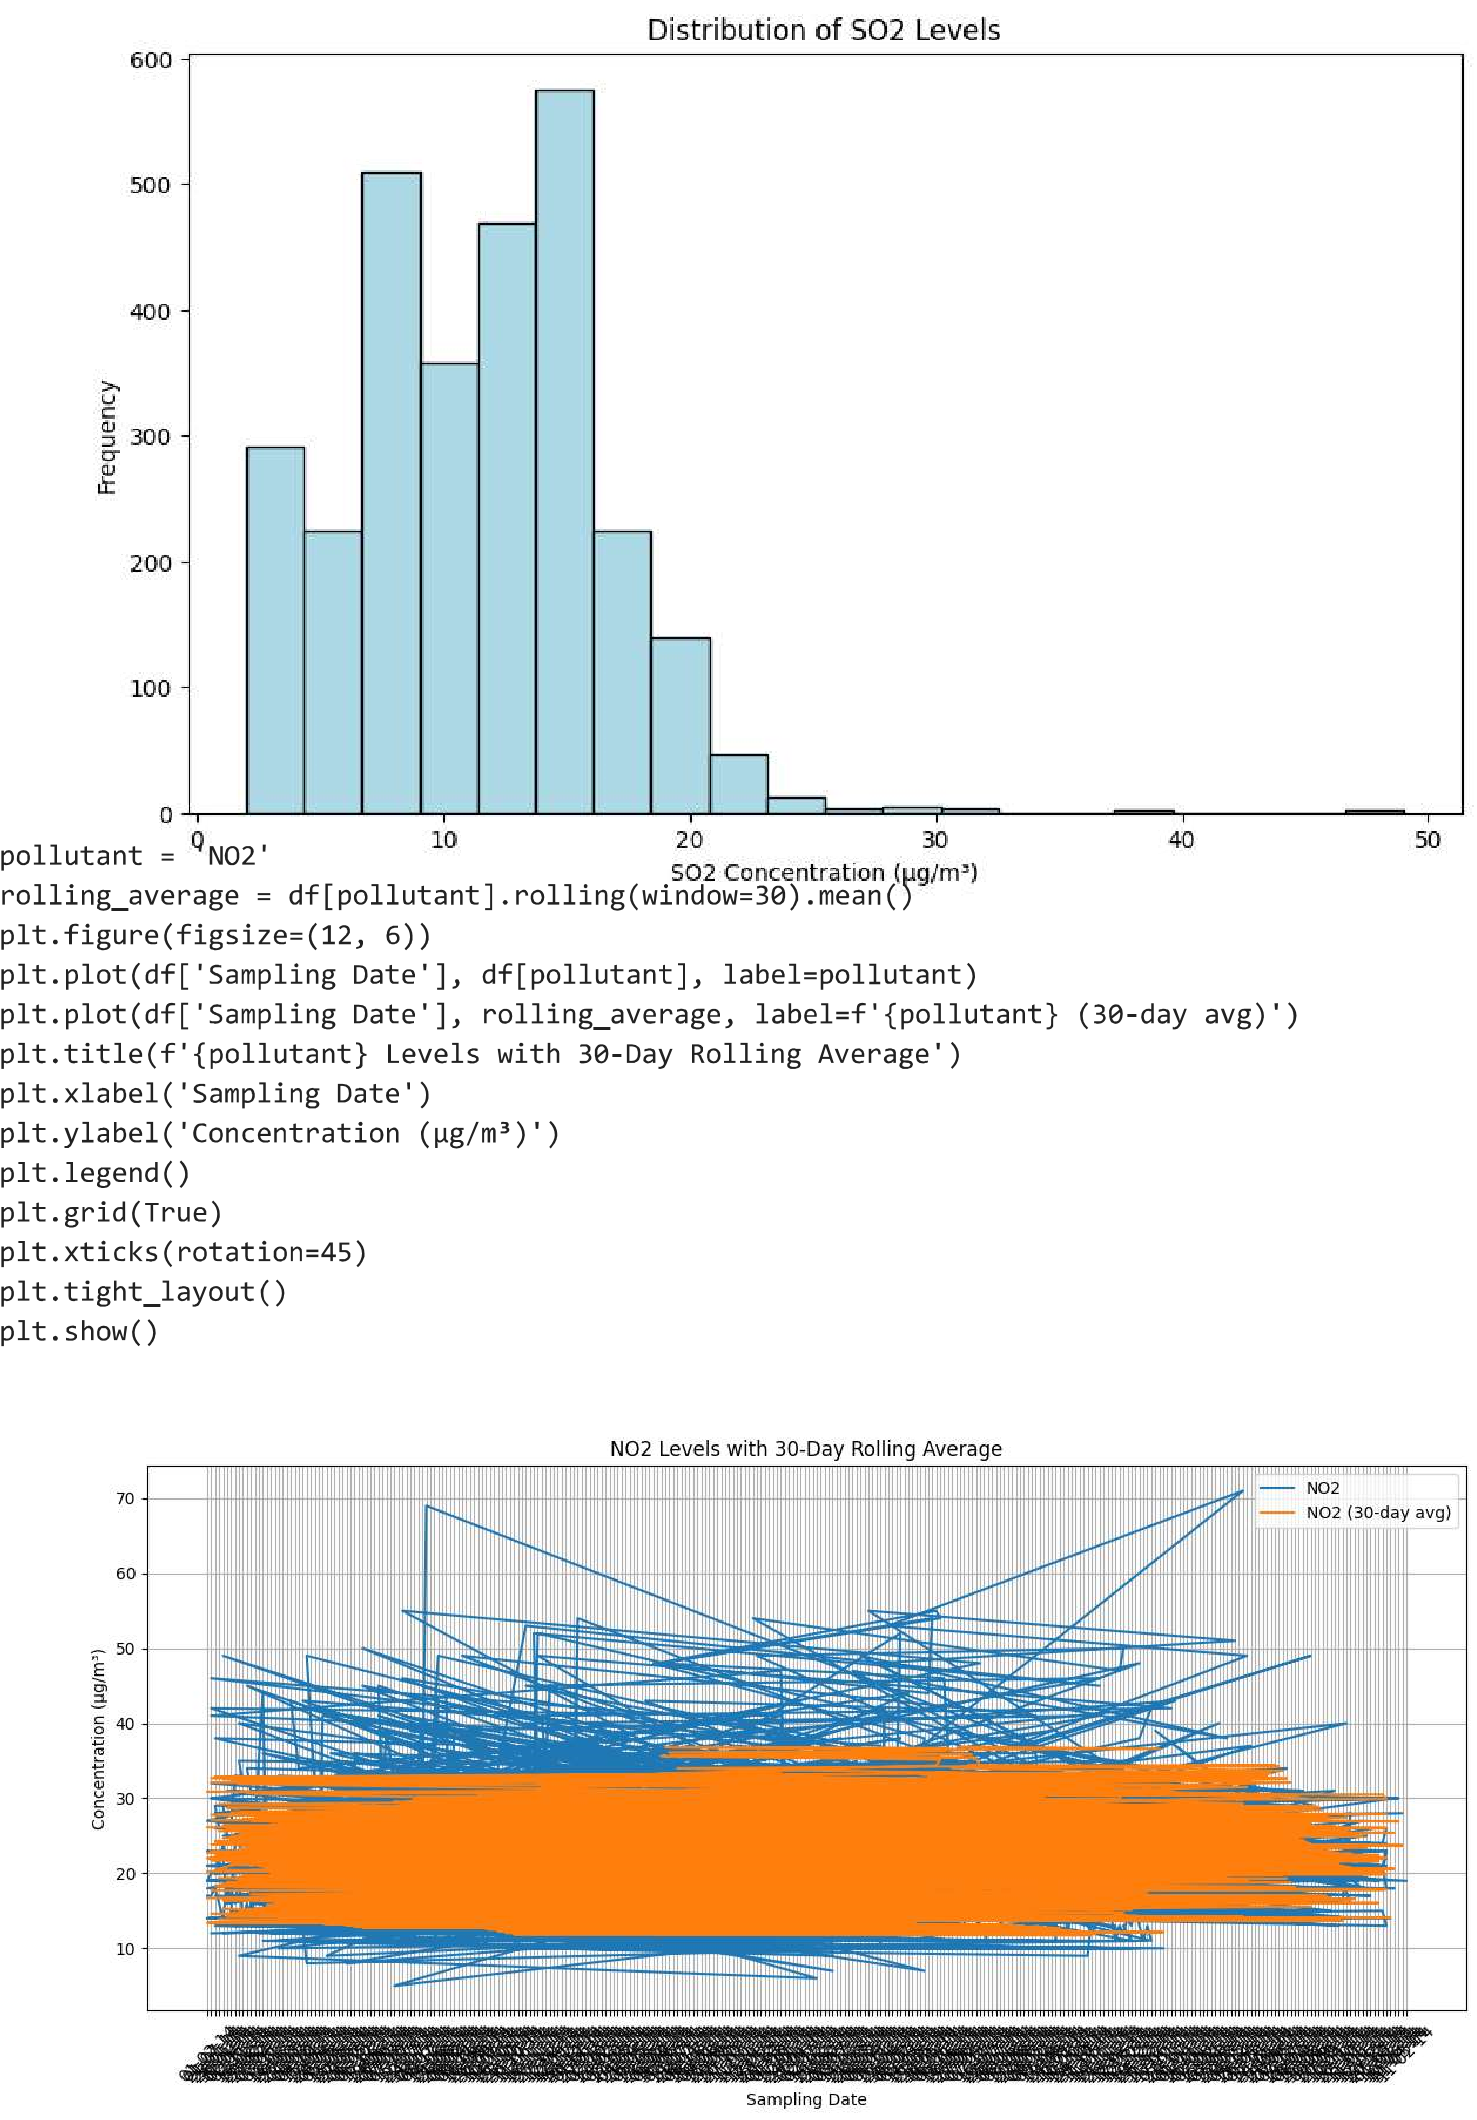 Distribution of SO2 Levels
600
500
400
300
200
100
0
Frequency
0 10 20 30 40 50
SO2 Concentration (µg/m³)
pollutant = 'NO2'
rolling_average = df[pollutant].rolling(window=30).mean()
plt.figure(figsize=(12, 6))
plt.plot(df['Sampling Date'], df[pollutant], label=pollutant)
plt.plot(df['Sampling Date'], rolling_average, label=f'{pollutant} (30-day avg)')
plt.title(f'{pollutant} Levels with 30-Day Rolling Average')
plt.xlabel('Sampling Date')
plt.ylabel('Concentration (µg/m³)')
plt.legend()
plt.grid(True)
plt.xticks(rotation=45)
plt.tight_layout()
plt.show()
NO2 Levels with 30-Day Rolling Average
NO2
NO2 (30-day avg)
70
60
50
40
30
20
10
Concentration (µg/m³)
Sampling Date